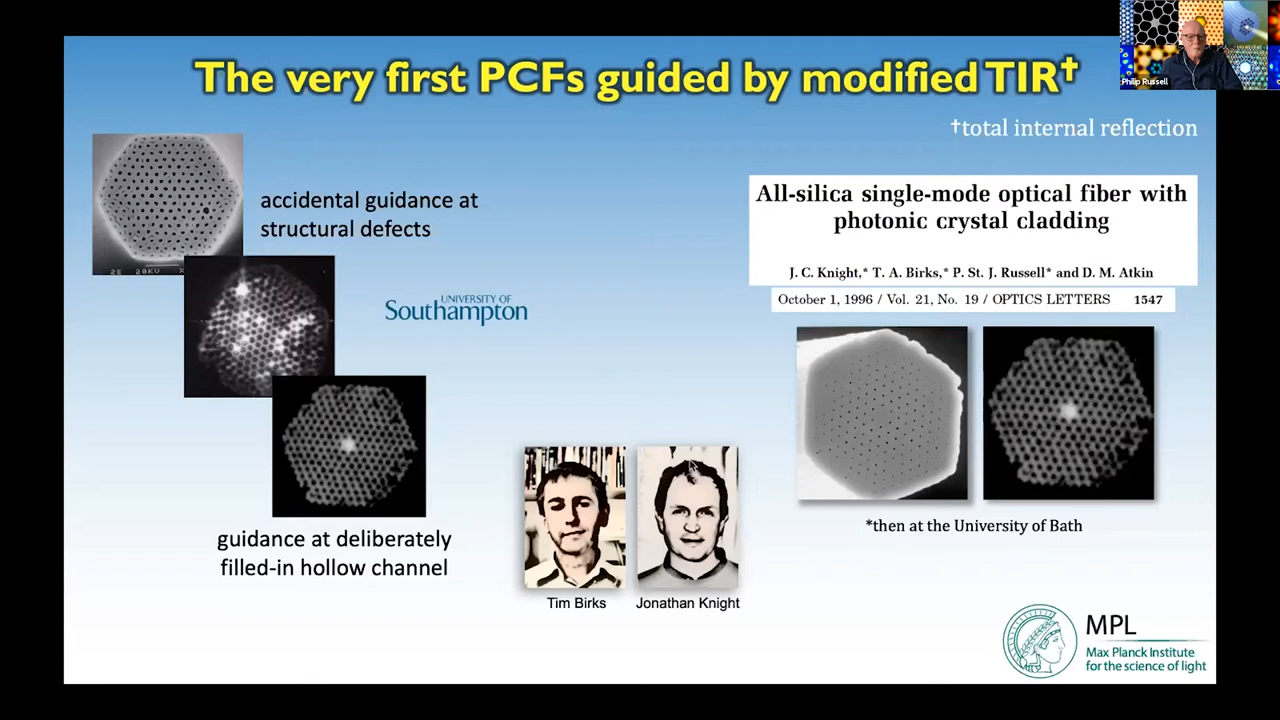 The very first PCFs guided by modified TIR†
Philip Russell
†total internal reflection
accidental guidance at
structural defects
UNIVERSITY OF
Southampton
guidance at deliberately
filled-in hollow channel
All-silica single-mode optical fiber with
photonic crystal cladding
J. C. Knight,* T. A. Birks,* P. St. J. Russell* and D. M. Atkin
October 1, 1996 / Vol. 21, No. 19 / OPTICS LETTERS 1547
*then at the University of Bath
Tim Birks
Jonathan Knight
MPL
Max Planck Institute
for the science of light